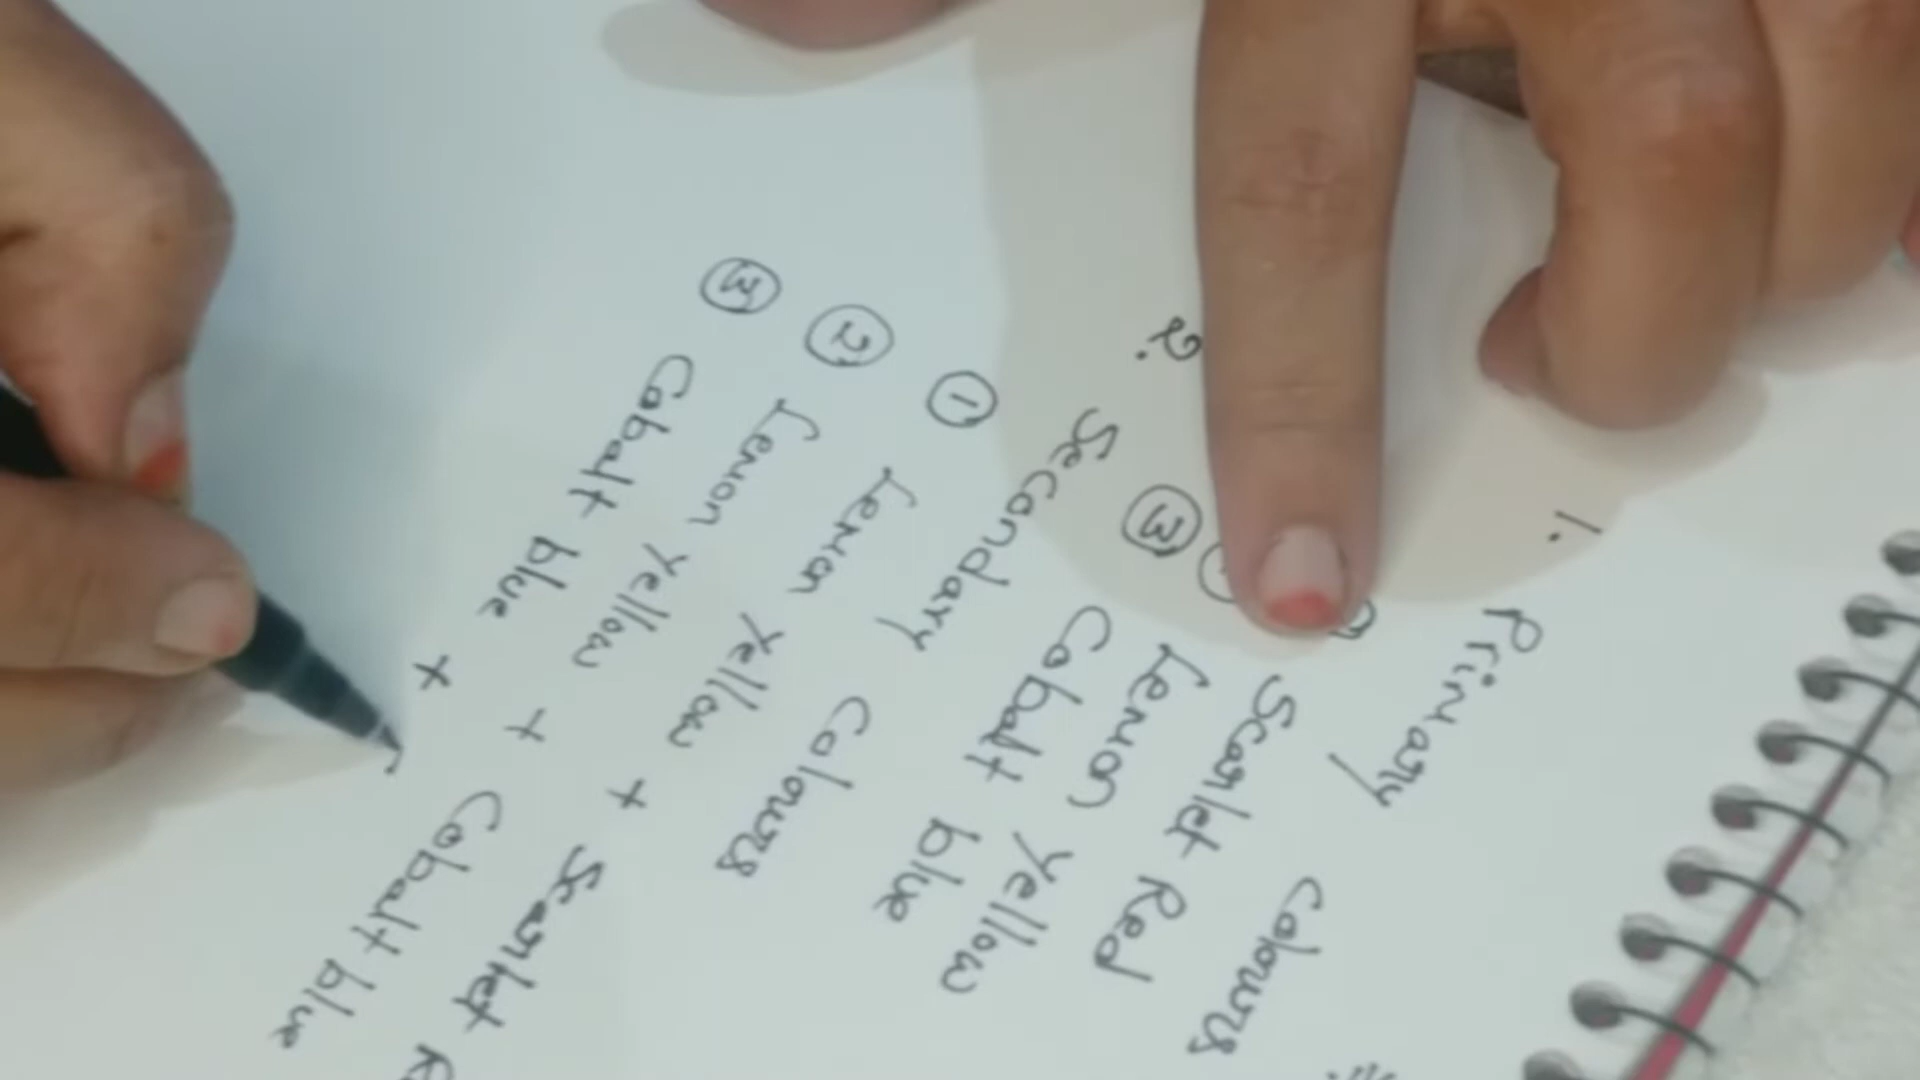 1. Primary colours
Scarlet Red
Lemon yellow
③ Cobalt blue
2. Secondary colours
① Lemon yellow + Scarlet R
② Lemon yellow + Cobalt blue
③ Cobalt blue +